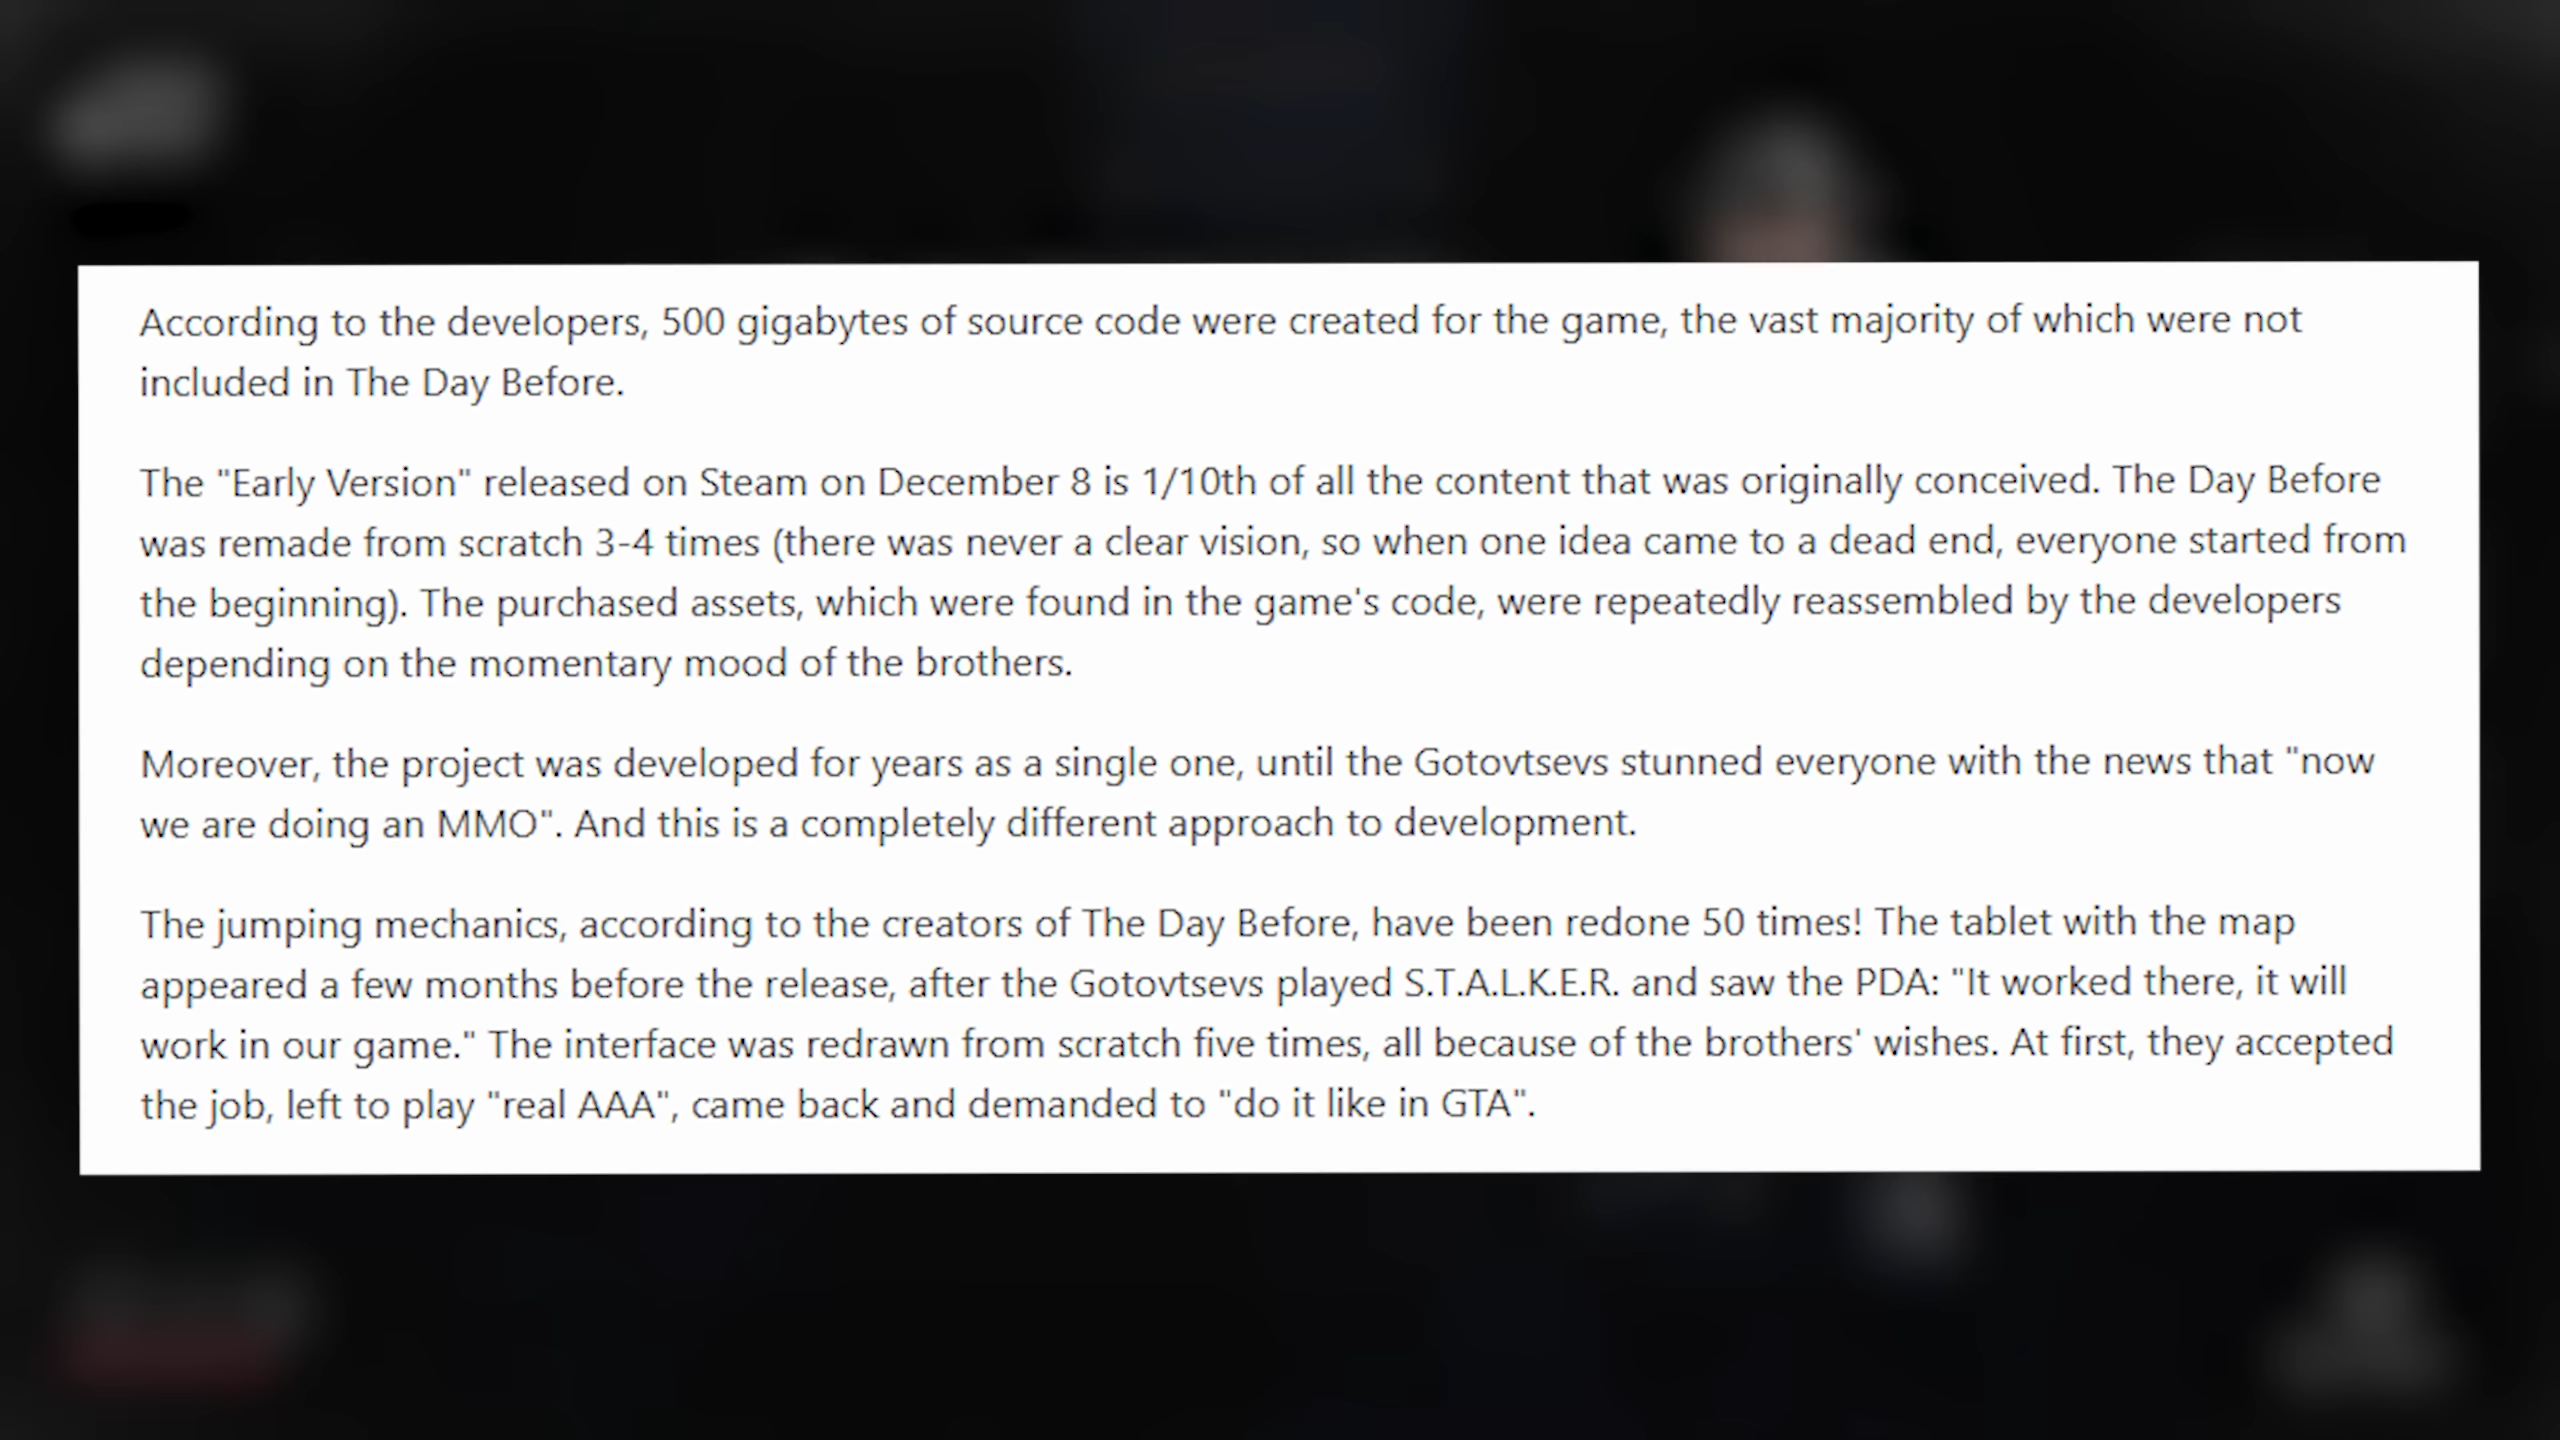 According to the developers, 500 gigabytes of source code were created for the game, the vast majority of which were not
included in The Day Before.
The "Early Version" released on Steam on December 8 is 1/10th of all the content that was originally conceived. The Day Before
was remade from scratch 3-4 times (there was never a clear vision, so when one idea came to a dead end, everyone started from
the beginning). The purchased assets, which were found in the game's code, were repeatedly reassembled by the developers
depending on the momentary mood of the brothers.
Moreover, the project was developed for years as a single one, until the Gotovtsevs stunned everyone with the news that "now
we are doing an MMO". And this is a completely different approach to development.
The jumping mechanics, according to the creators of The Day Before, have been redone 50 times! The tablet with the map
appeared a few months before the release, after the Gotovtsevs played S.T.A.L.K.E.R. and saw the PDA: "It worked there, it will
work in our game." The interface was redrawn from scratch five times, all because of the brothers' wishes. At first, they accepted
the job, left to play "real AAA", came back and demanded to "do it like in GTA".